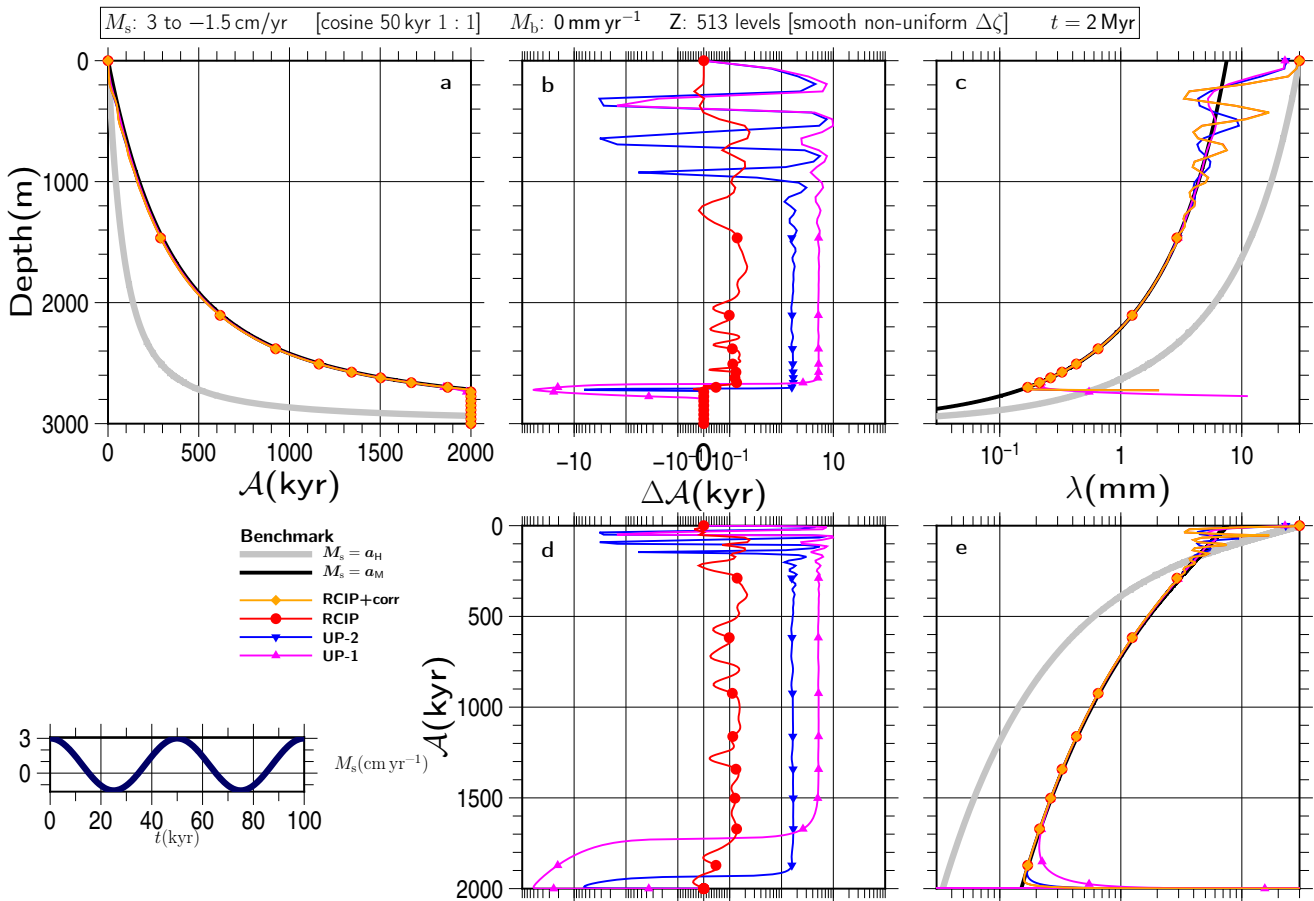 Mₛ: 3 to −1.5 cm/yr [cosine 50 kyr 1 : 1] M_b: 0 mm yr⁻¹ Z: 513 levels [smooth non-uniform Δζ] t = 2 Myr
a b c
0 1000 2000 3000
Depth(m)
0 500 1000 1500 2000
𝒜(kyr)
−10 −10⁻¹ 0 10⁻¹ 10
Δ𝒜(kyr)
10⁻¹ 1 10
λ(mm)
Benchmark
Mₛ = a_H
Mₛ = a_M
RCIP+corr
RCIP
UP-2
UP-1
d e
0 500 1000 1500 2000
𝒜(kyr)
3 0
Mₛ(cm yr⁻¹)
0 20 40 60 80 100
t(kyr)